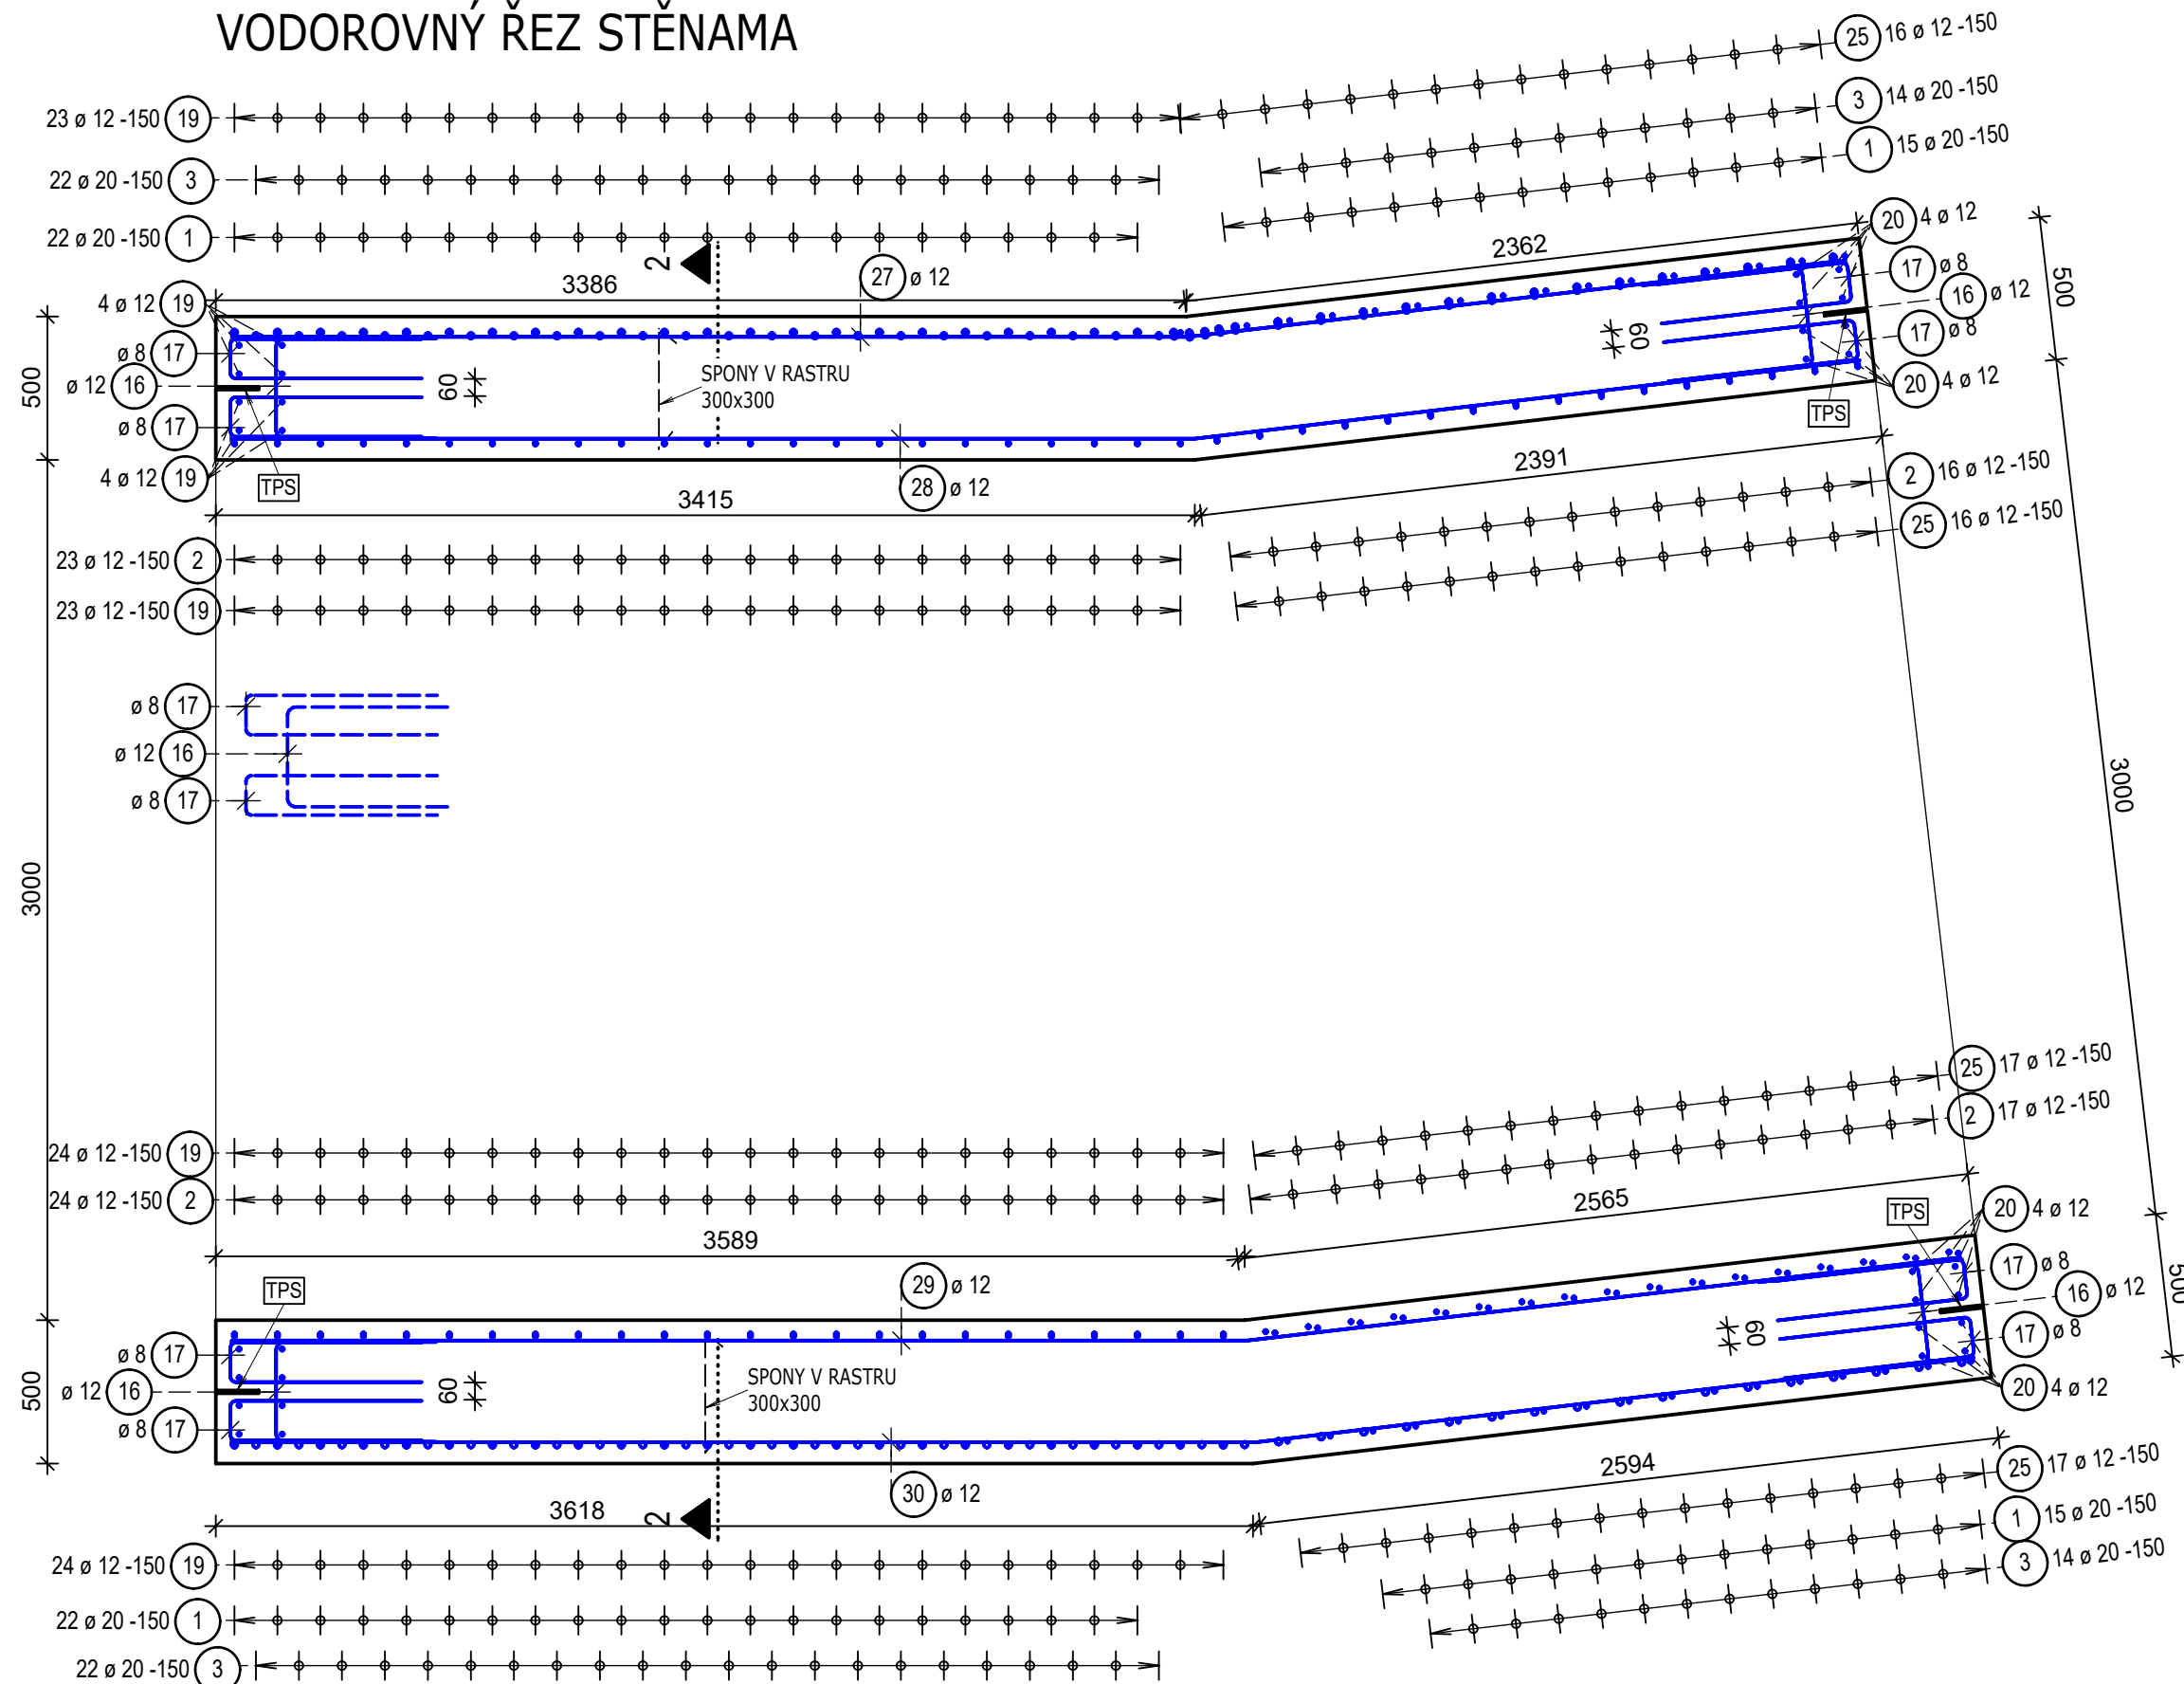 VODOROVNÝ ŘEZ STĚNAMA
25 16 ø 12 -150
3 14 ø 20 -150
1 15 ø 20 -150
23 ø 12 -150 19
22 ø 20 -150 3
22 ø 20 -150 1
2
27 ø 12
3386
2362
20 4 ø 12
17 ø 8
16 ø 12
17 ø 8
20 4 ø 12
500
4 ø 12 19
ø 8 17
ø 12 16
ø 8 17
4 ø 12 19
500
60
SPONY V RASTRU
300x300
60
TPS
TPS
28 ø 12
3415
2391
2 16 ø 12 -150
25 16 ø 12 -150
23 ø 12 -150 2
23 ø 12 -150 19
ø 8 17
ø 12 16
ø 8 17
3000
3000
25 17 ø 12 -150
2 17 ø 12 -150
24 ø 12 -150 19
24 ø 12 -150 2
3589
2565
TPS
20 4 ø 12
17 ø 8
16 ø 12
17 ø 8
20 4 ø 12
500
TPS
29 ø 12
ø 8 17
ø 12 16
ø 8 17
500
60
SPONY V RASTRU
300x300
60
30 ø 12
3618
2
2594
25 17 ø 12 -150
1 15 ø 20 -150
3 14 ø 20 -150
24 ø 12 -150 19
22 ø 20 -150 1
22 ø 20 -150 3